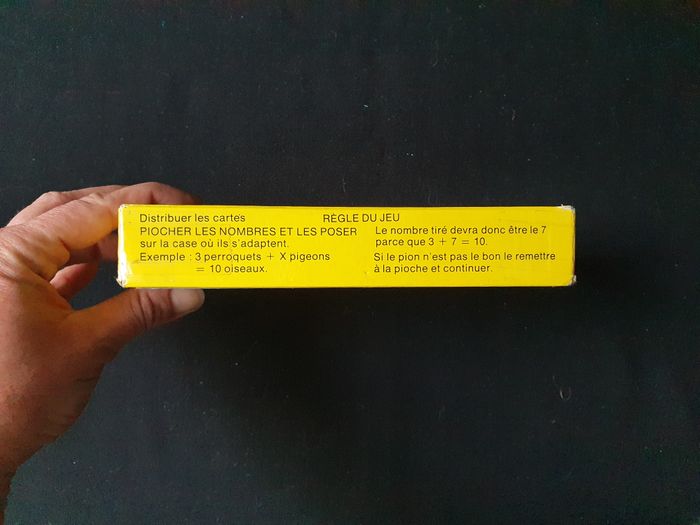 RÈGLE DU JEU
Distribuer les cartes
PIOCHER LES NOMBRES ET LES POSER
sur la case où ils s'adaptent.
Exemple : 3 perroquets + X pigeons
= 10 oiseaux.
Le nombre tiré devra donc être le 7
parce que 3 + 7 = 10.
Si le pion n'est pas le bon le remettre
à la pioche et continuer.